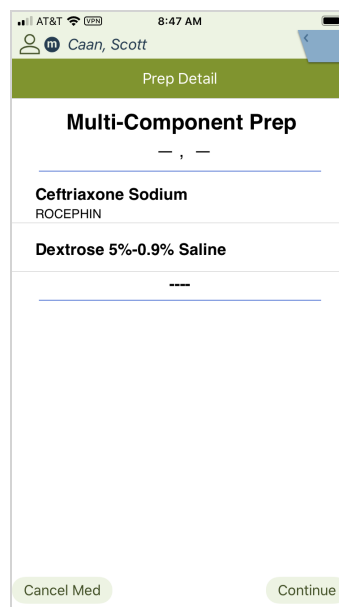 AT&T VPN 8:47 AM
m Caan, Scott
Prep Detail
Multi-Component Prep
— , —
Ceftriaxone Sodium
ROCEPHIN
Dextrose 5%-0.9% Saline
----
Cancel Med Continue